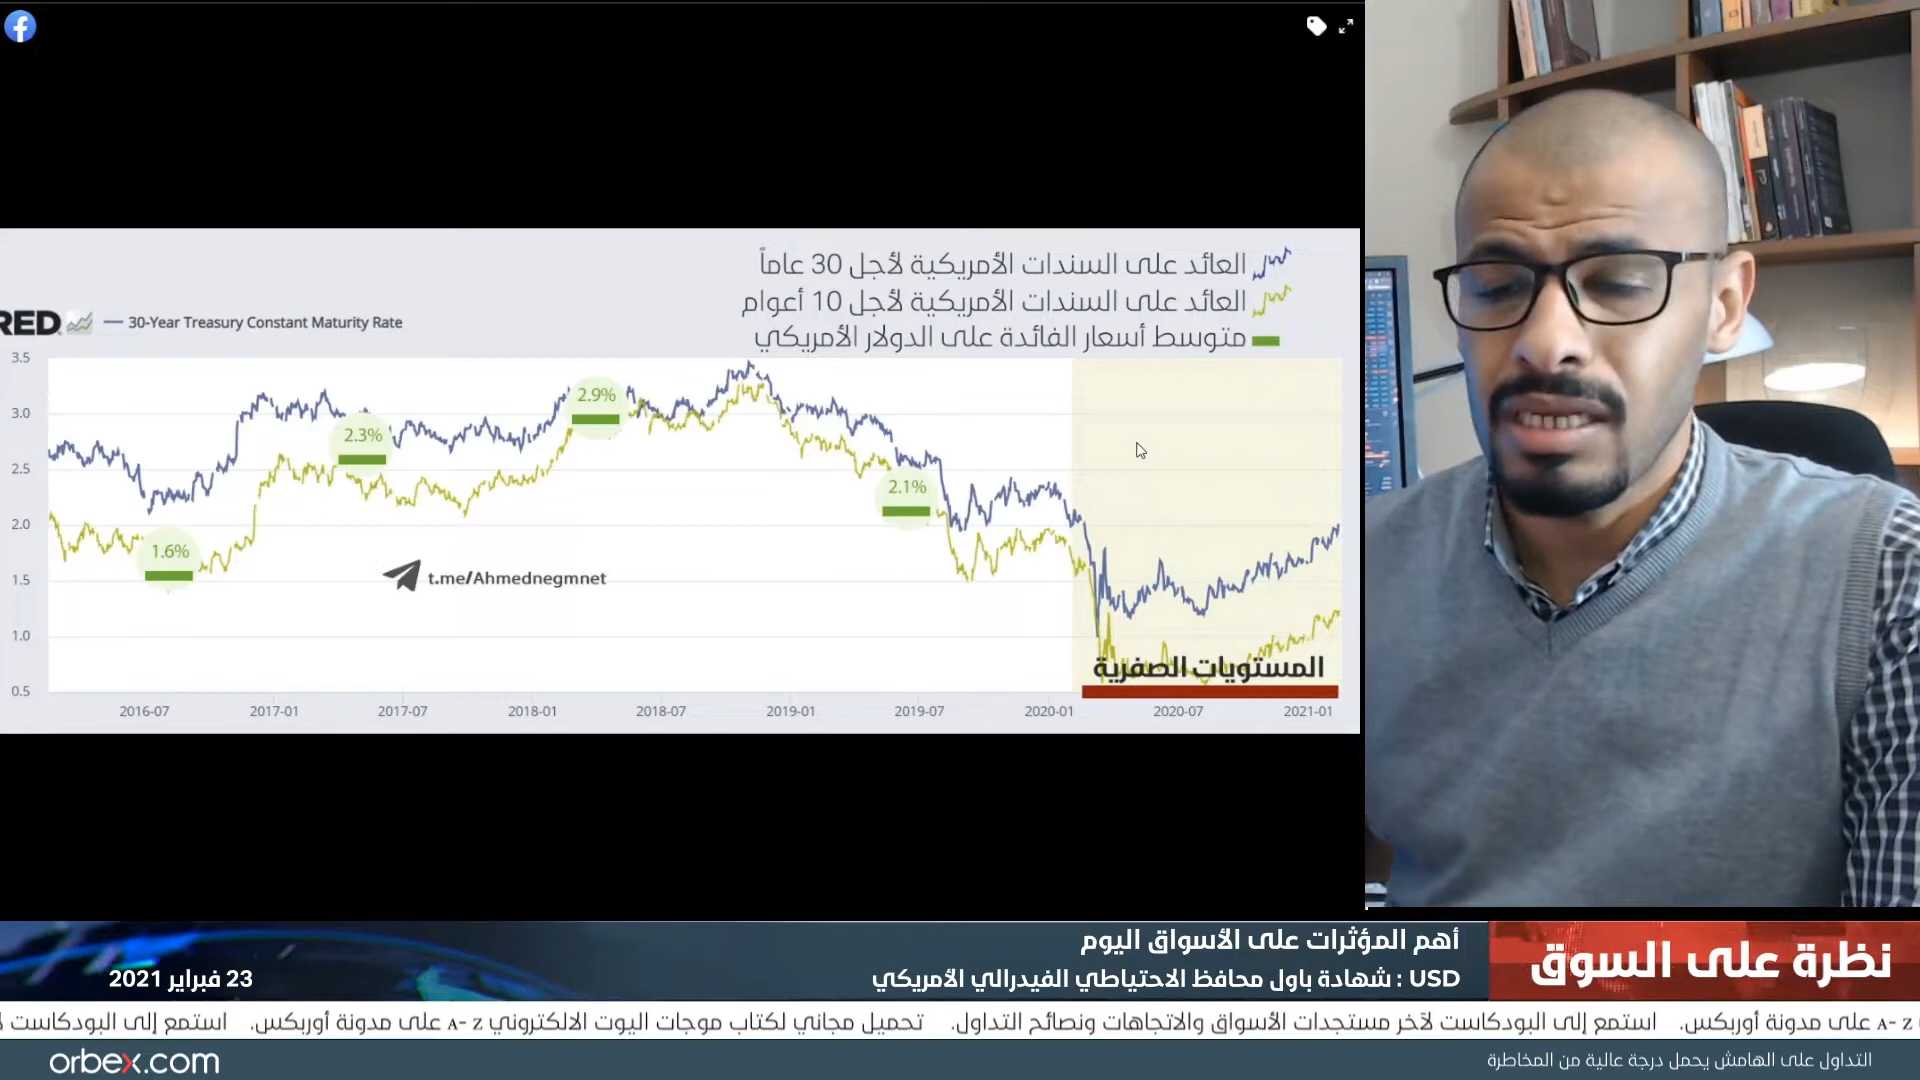 العائد على السندات الأمريكية لأجل 30 عاماً
العائد على السندات الأمريكية لأجل 10 أعوام
متوسط أسعار الفائدة على الدولار الأمريكي
RED
30-Year Treasury Constant Maturity Rate
3.5
3.0
2.5
2.0
1.5
1.0
0.5
1.6%
2.3%
2.9%
2.1%
t.me/Ahmednegmnet
المستويات الصفرية
2016-07 2017-01 2017-07 2018-01 2018-07 2019-01 2019-07 2020-01 2020-07 2021-01
نظرة على السوق
أهم المؤثرات على الأسواق اليوم
USD : شهادة باول محافظ الاحتياطي الفيدرالي الأمريكي
23 فبراير 2021
A- Z على مدونة أوربكس. استمع إلى البودكاست لآخر مستجدات الأسواق والاتجاهات ونصائح التداول. تحميل مجاني لكتاب موجات اليوت الالكتروني A- Z على مدونة أوربكس. استمع إلى البودكاست
orbex.com
التداول على الهامش يحمل درجة عالية من المخاطرة